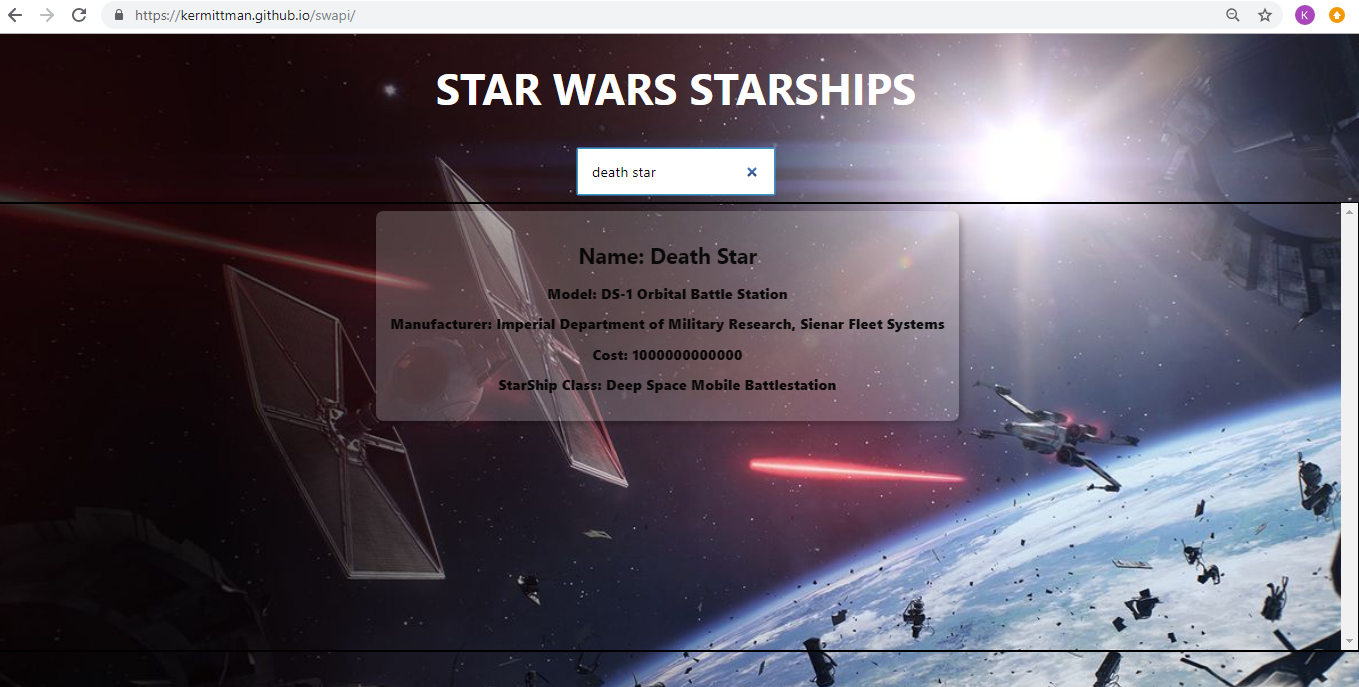 https://kermittman.github.io/swapi/
K
STAR WARS STARSHIPS
death star
Name: Death Star
Model: DS-1 Orbital Battle Station
Manufacturer: Imperial Department of Military Research, Sienar Fleet Systems
Cost: 1000000000000
StarShip Class: Deep Space Mobile Battlestation